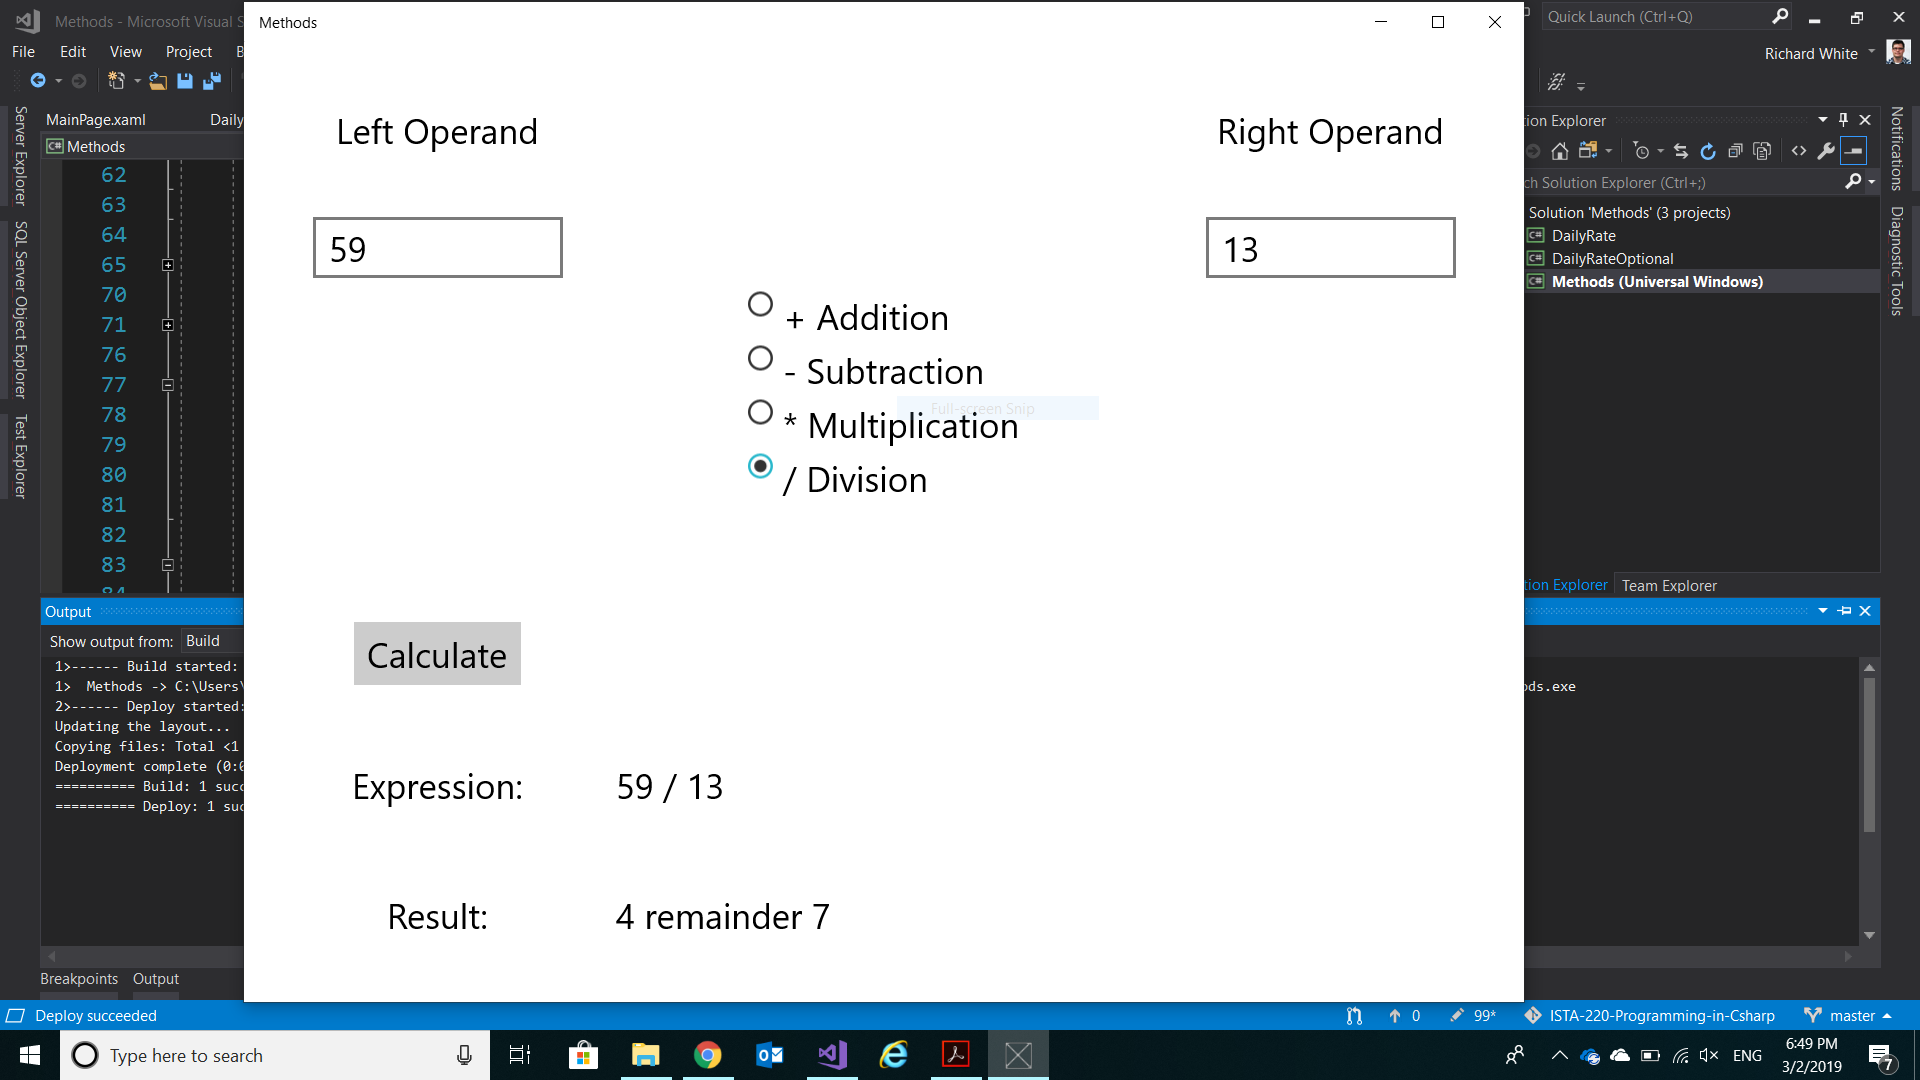 Methods - Microsoft Visual S
Quick Launch (Ctrl+Q)
File Edit View Project B
Richard White
Methods
Left Operand
Right Operand
59
13
+ Addition
- Subtraction
Full-screen Snip
* Multiplication
/ Division
Calculate
Expression: 59 / 13
Result: 4 remainder 7
Server Explorer
SQL Server Object Explorer
Test Explorer
MainPage.xaml Daily
C# Methods
62
63
64
65
70
71
76
77
78
79
80
81
82
83
84
Output
Show output from: Build
1>------ Build started:
1> Methods -> C:\Users\
ods.exe
2>------ Deploy started:
Updating the layout...
Copying files: Total <1
Deployment complete (0:0
========== Build: 1 succ
========== Deploy: 1 suc
Breakpoints Output
tion Explorer
ch Solution Explorer (Ctrl+;)
Solution 'Methods' (3 projects)
C# DailyRate
C# DailyRateOptional
C# Methods (Universal Windows)
tion Explorer Team Explorer
Notifications
Diagnostic Tools
Deploy succeeded
0 99* ISTA-220-Programming-in-Csharp master
Type here to search
ENG
6:49 PM
3/2/2019
7